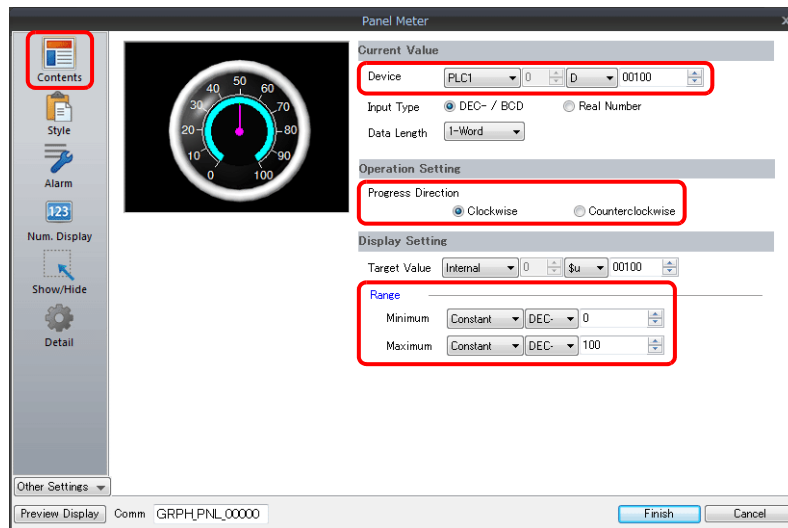 Panel Meter
Contents
Style
Alarm
123
Num. Display
Show/Hide
Detail
Other Settings
0 10 20 30 40 50 60 70 80 90 100
Current Value
Device PLC1 0 D 00100
Input Type DEC- / BCD Real Number
Data Length 1-Word
Operation Setting
Progress Direction
Clockwise Counterclockwise
Display Setting
Target Value Internal 0 $u 00100
Range
Minimum Constant DEC- 0
Maximum Constant DEC- 100
Preview Display Comm GRPH_PNL_00000 Finish Cancel